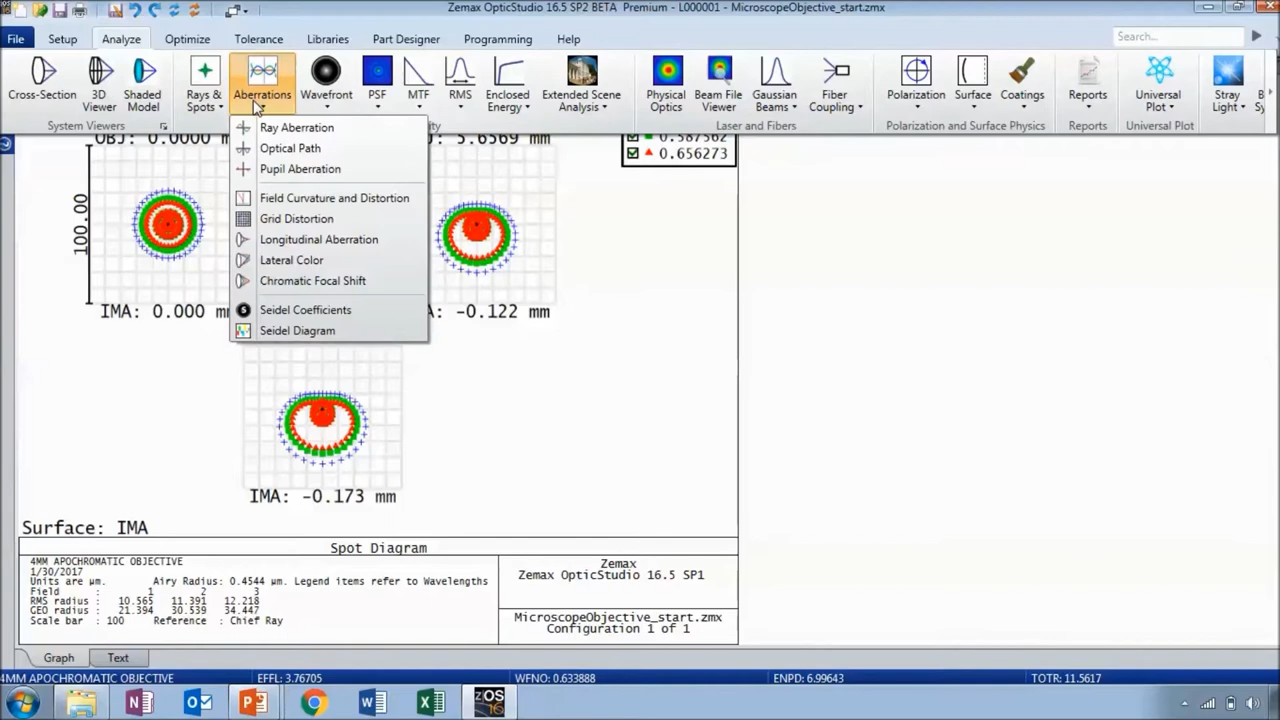 Zemax OpticStudio 16.5 SP2 BETA  Premium - L000001 - MicroscopeObjective_start.zmx
File Setup Analyze Optimize Tolerance Libraries Part Designer Programming Help Search...
Cross-Section 3D Viewer Shaded Model Rays & Spots Aberrations Wavefront PSF MTF RMS Enclosed Energy Extended Scene Analysis Physical Optics Beam File Viewer Gaussian Beams Fiber Coupling Polarization Surface Coatings Reports Universal Plot Stray Light
System Viewers Laser and Fibers Polarization and Surface Physics Reports Universal Plot
Ray Aberration
Optical Path
Pupil Aberration
Field Curvature and Distortion
Grid Distortion
Longitudinal Aberration
Lateral Color
Chromatic Focal Shift
Seidel Coefficients
Seidel Diagram
OBJ: 0.0000 mm
: 5.6569 mm
0.587562
0.656273
100.00
IMA: 0.000 mm
-0.122 mm
IMA: -0.173 mm
Surface: IMA
Spot Diagram
4MM APOCHROMATIC OBJECTIVE
1/30/2017
Units are µm. Airy Radius: 0.4544 µm. Legend items refer to Wavelengths
Field : 1 2 3
RMS radius : 10.565 11.391 12.218
GEO radius : 21.394 30.539 34.447
Scale bar : 100 Reference : Chief Ray
Zemax
Zemax OpticStudio 16.5 SP1
MicroscopeObjective_start.zmx
Configuration 1 of 1
Graph Text
4MM APOCHROMATIC OBJECTIVE EFFL: 3.76705 WFNO: 0.633888 ENPD: 6.99643 TOTR: 11.5617